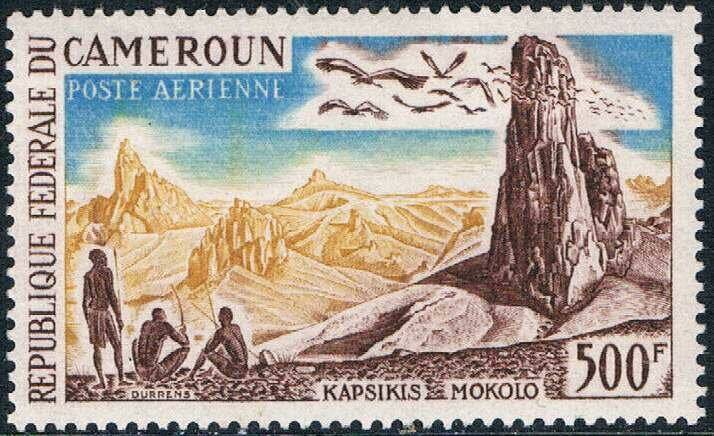 REPUBLIQUE FEDERALE DU
CAMEROUN
POSTE AERIENNE
DURRENS
KAPSIKIS MOKOLO
500F